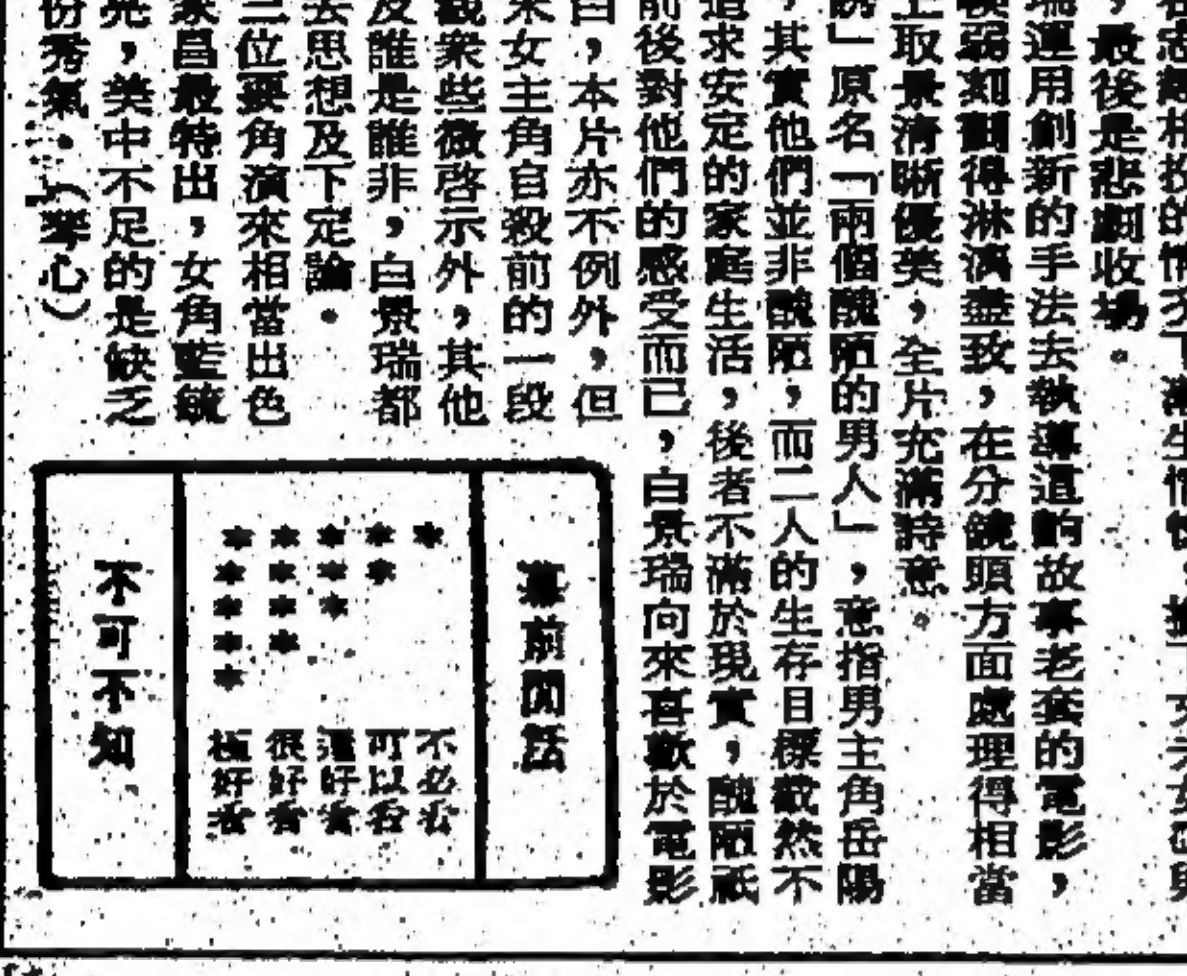 ，最後是悲劇收場。
瑞運用創新的手法去執導這齣故事老套的電影，
刻劃得淋漓盡致，在分鏡頭方面處理得相當
上取景清晰優美，全片充滿詩意。
」原名「兩個醜陋的男人」，意指男主角岳陽
，其實他們並非醜陋，而二人的生存目標截然不
追求安定的家庭生活，後者不滿於現實，醜陋祇
前後對他們的感受而已，白景瑞向來喜歡於電影
白，本片亦不例外，但
來女主角自殺前的一段
觀衆些微啓示外，其他
及誰是誰非，白景瑞都
去思想及下定論。
三位要角演來相當出色
家昌最特出，女角藍毓
亮，美中不足的是缺乏
份秀氣。（琴心）
幕前閒話
* 不必看
** 可以看
*** 還好看
**** 很好看
***** 極好看
不可不知